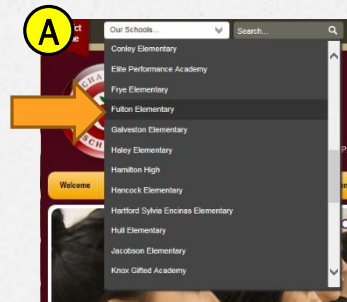 A
Our Schools...
Search...
Conley Elementary
Elite Performance Academy
Frye Elementary
Fulton Elementary
Galveston Elementary
Haley Elementary
Hamilton High
Hancock Elementary
Welcome
Hartford Sylvia Encinas Elementary
Hull Elementary
Jacobson Elementary
Knox Gifted Academy